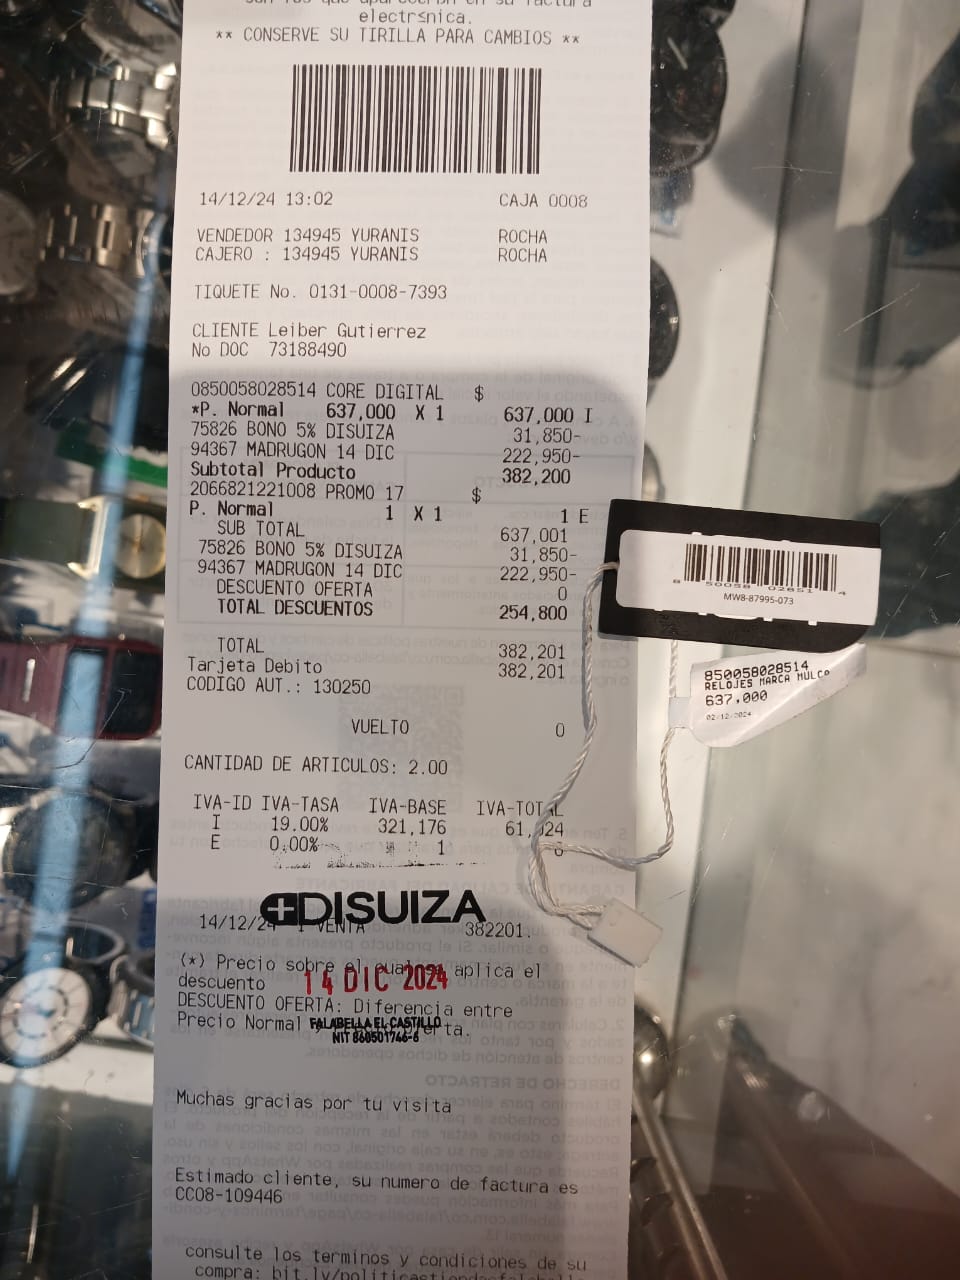 electrónica.
** CONSERVE SU TIRILLA PARA CAMBIOS **
14/12/24 13:02 CAJA 0008
VENDEDOR 134945 YURANIS ROCHA
CAJERO : 134945 YURANIS ROCHA
TIQUETE No. 0131-0008-7393
CLIENTE Leiber Gutierrez
No DOC 73188490
0850058028514 CORE DIGITAL $
*P. Normal 637,000 X 1 637,000 I
75826 BONO 5% DISUIZA 31,850-
94367 MADRUGON 14 DIC 222,950-
Subtotal Producto 382,200
2066821221008 PROMO 17 $
P. Normal 1 X 1 1 E
SUB TOTAL 637,001
75826 BONO 5% DISUIZA 31,850-
94367 MADRUGON 14 DIC 222,950-
DESCUENTO OFERTA 0
TOTAL DESCUENTOS 254,800
TOTAL 382,201
Tarjeta Debito 382,201
CODIGO AUT.: 130250
VUELTO 0
CANTIDAD DE ARTICULOS: 2.00
IVA-ID IVA-TASA IVA-BASE IVA-TOTAL
I 19.00% 321,176 61,024
E 0.00% 1 0
DISUIZA
14/12/24 VENTA 382201.
(*) Precio sobre el cual se aplica el
descuento
14 DIC 2024
DESCUENTO OFERTA: Diferencia entre
Precio Normal
FALABELLA EL CASTILLO
NIT 860501746-6
Muchas gracias por tu visita
Estimado cliente, su numero de factura es
CC08-109446
consulte los terminos y condiciones de su
8 50058 02851 4
MW8-87995-073
850058028514
RELOJES MARCA MULCO
637,000
02/12/2024